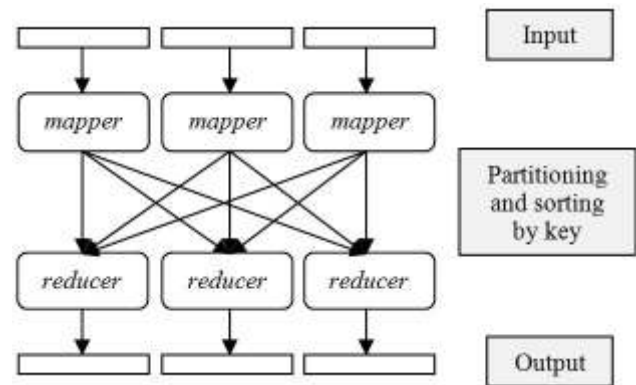 Input
mapper mapper mapper
Partitioning
and sorting
by key
reducer reducer reducer
Output